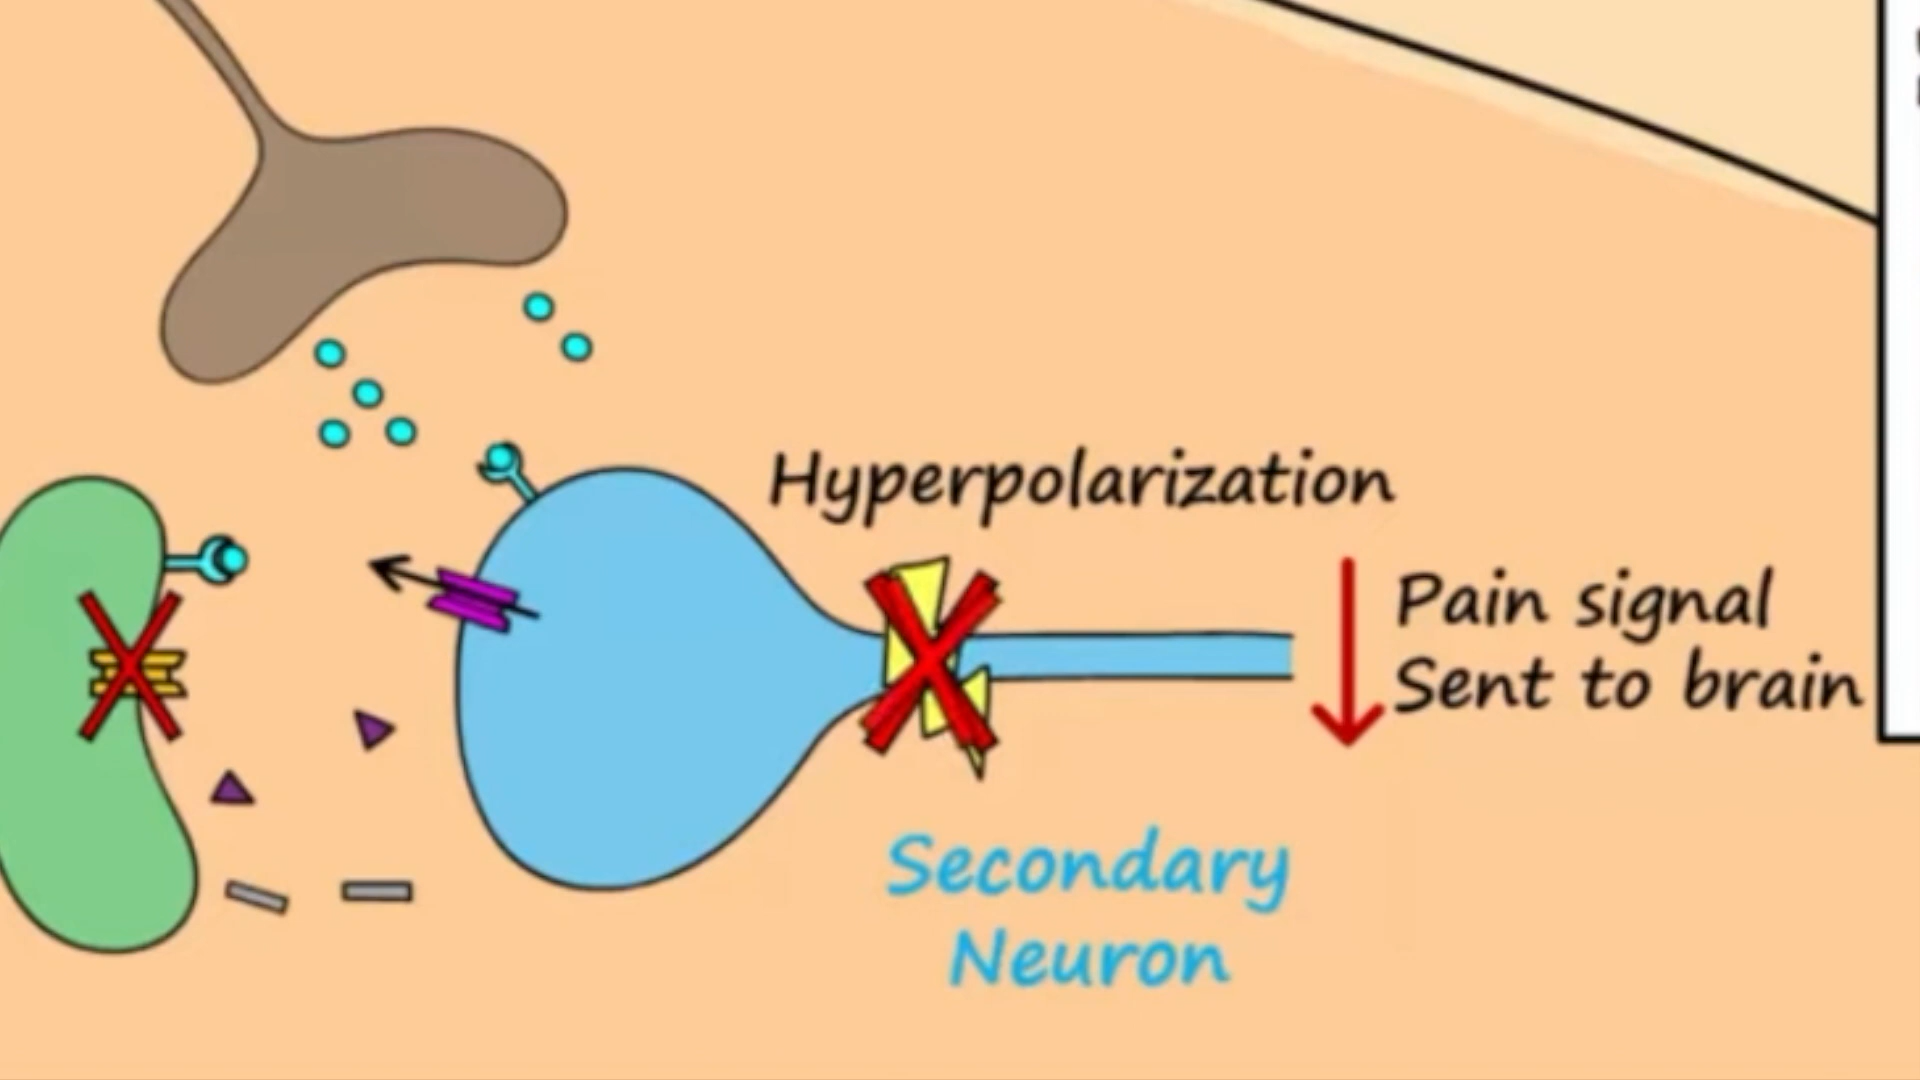 Hyperpolarization
Pain signal
Sent to brain
Secondary
Neuron